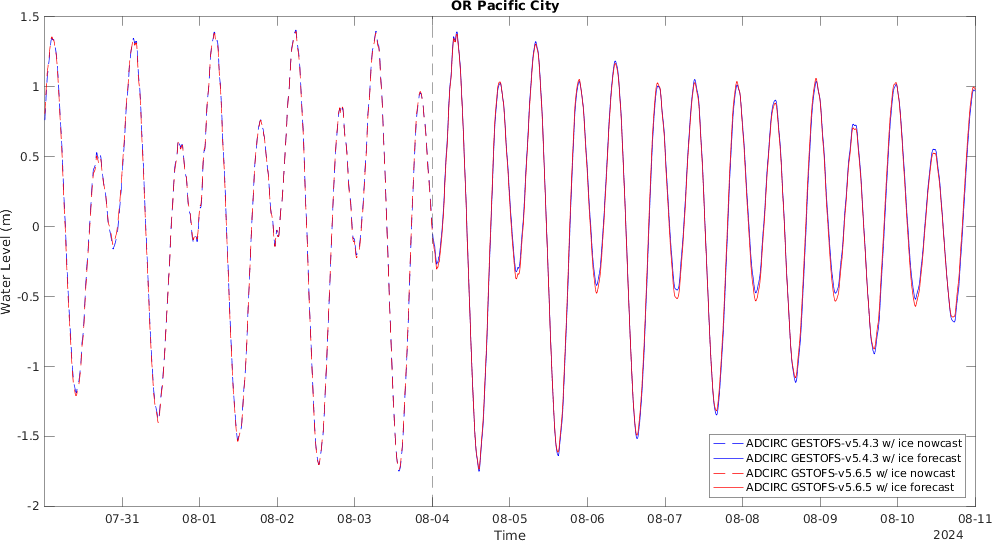 OR Pacific City
1.5
1
0.5
0
-0.5
-1
-1.5
-2
Water Level (m)
07-31 08-01 08-02 08-03 08-04 08-05 08-06 08-07 08-08 08-09 08-10 08-11
Time
2024
ADCIRC GESTOFS-v5.4.3 w/ ice nowcast
ADCIRC GESTOFS-v5.4.3 w/ ice forecast
ADCIRC GSTOFS-v5.6.5 w/ ice nowcast
ADCIRC GSTOFS-v5.6.5 w/ ice forecast